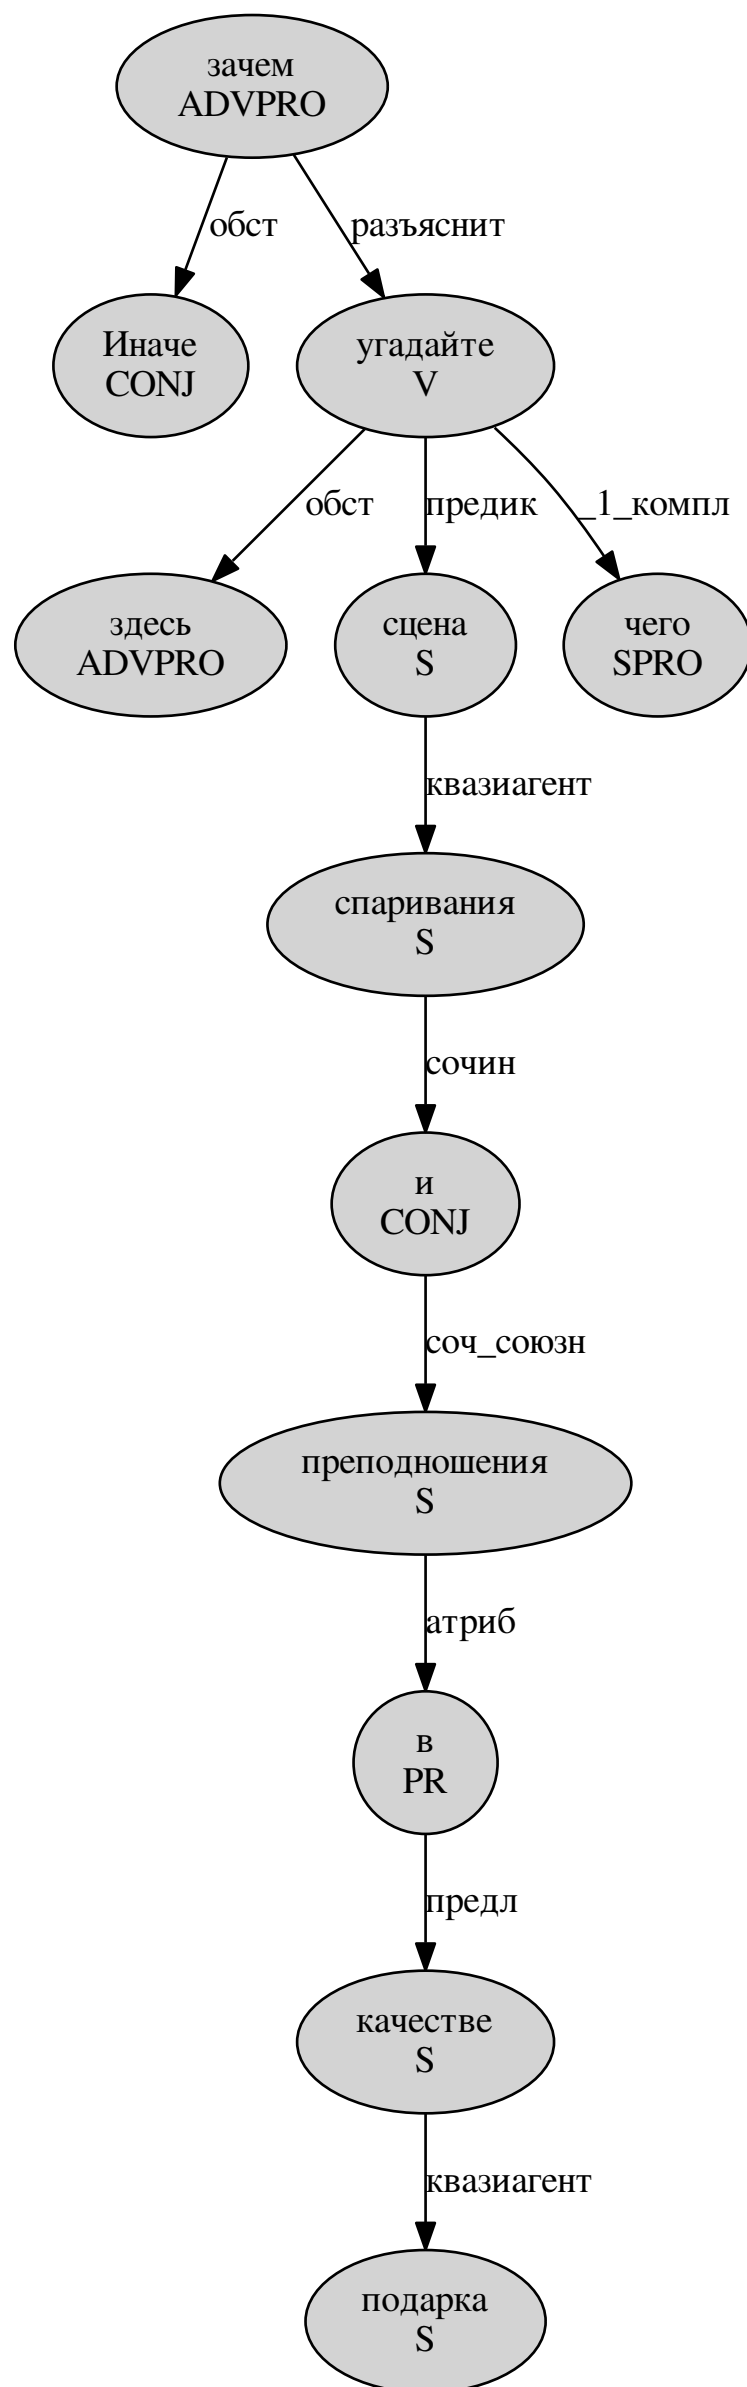 зачем
ADVPRO
обст
разъяснит
Иначе
CONJ
угадайте
V
обст
предик
_1_компл
здесь
ADVPRO
сцена
S
чего
SPRO
квазиагент
спаривания
S
сочин
и
CONJ
соч_союзн
преподношения
S
атриб
в
PR
предл
качестве
S
квазиагент
подарка
S